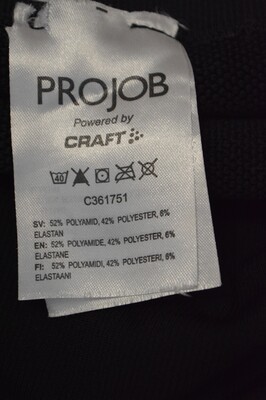 PROJOB
Powered by
CRAFT
40
C361751
SV: 52% POLYAMID, 42% POLYESTER, 6%
ELASTAN
EN: 52% POLYAMIDE, 42% POLYESTER, 6%
ELASTANE
FI: 52% POLYAMIDI, 42% POLYESTERI, 6%
ELASTAANI